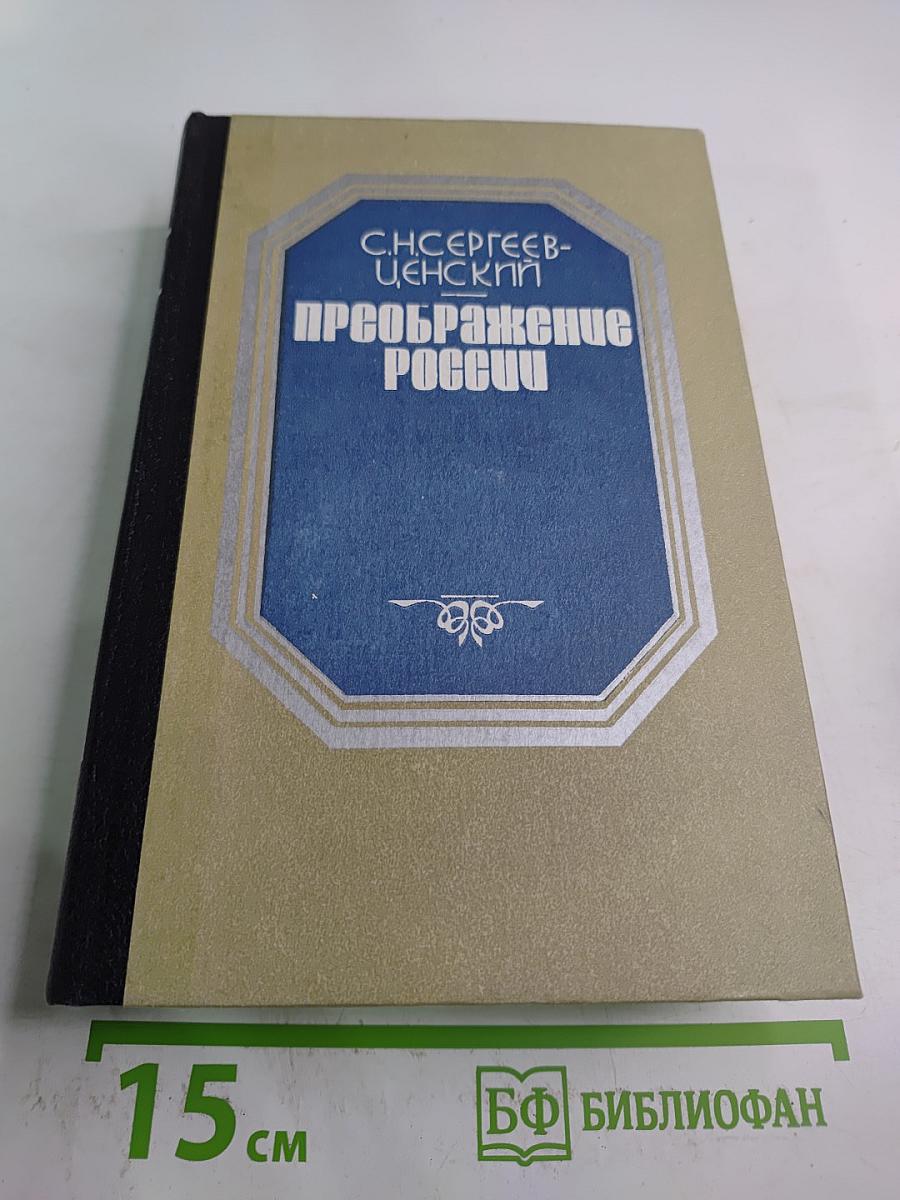 С.Н.СЕРГЕЕВ-
ЦЕНСКИЙ
ПРЕОБРАЖЕНИЕ
РОССИИ
15 см
БФ БИБЛИОФАН